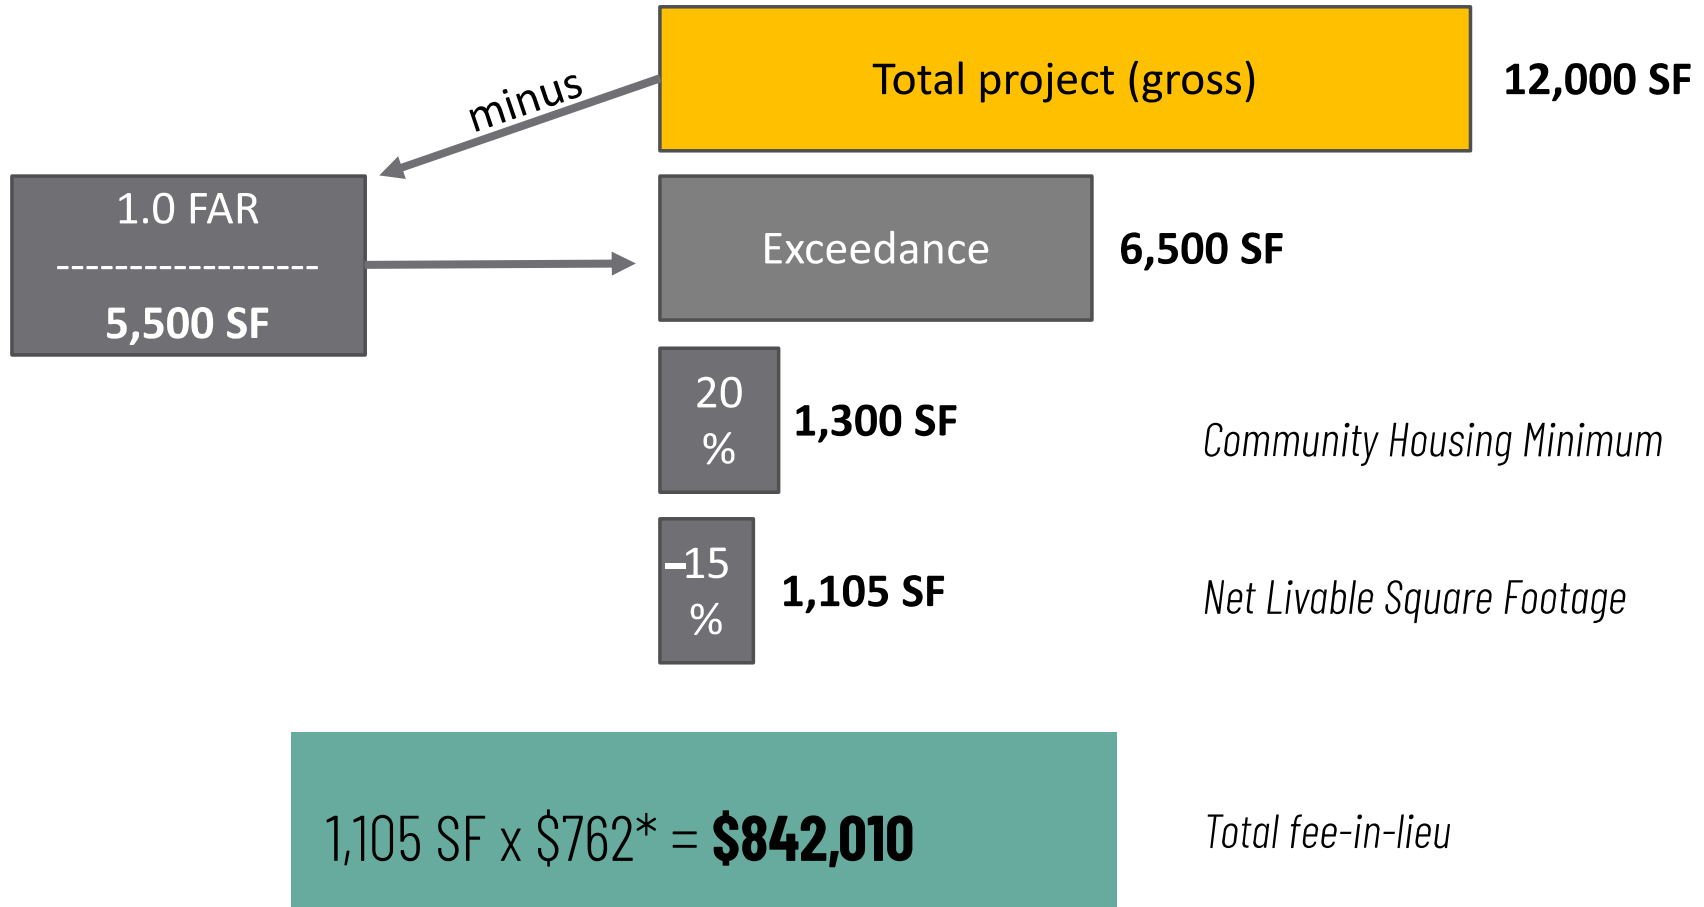 Total project (gross)
12,000 SF
minus
1.0 FAR
-------------------
5,500 SF
Exceedance
6,500 SF
20
%
1,300 SF
Community Housing Minimum
–15
%
1,105 SF
Net Livable Square Footage
1,105 SF x $762* = $842,010
Total fee-in-lieu